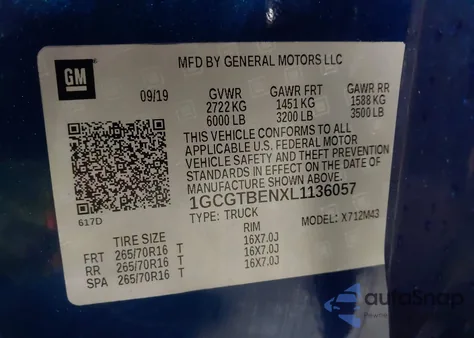 GM
MFD BY GENERAL MOTORS LLC
09/19 GVWR GAWR FRT GAWR RR
2722 KG 1451 KG 1588 KG
6000 LB 3200 LB 3500 LB
THIS VEHICLE CONFORMS TO ALL
APPLICABLE U.S. FEDERAL MOTOR
VEHICLE SAFETY AND THEFT PREVENTION
STANDARDS IN EFFECT ON THE DATE OF
MANUFACTURE SHOWN ABOVE.
1GCGTBENXL1136057
617D TYPE: TRUCK MODEL: X712M43
TIRE SIZE RIM
FRT 265/70R16 T 16X7.0J
RR 265/70R16 T 16X7.0J
SPA 265/70R16 T 16X7.0J
autoSnap